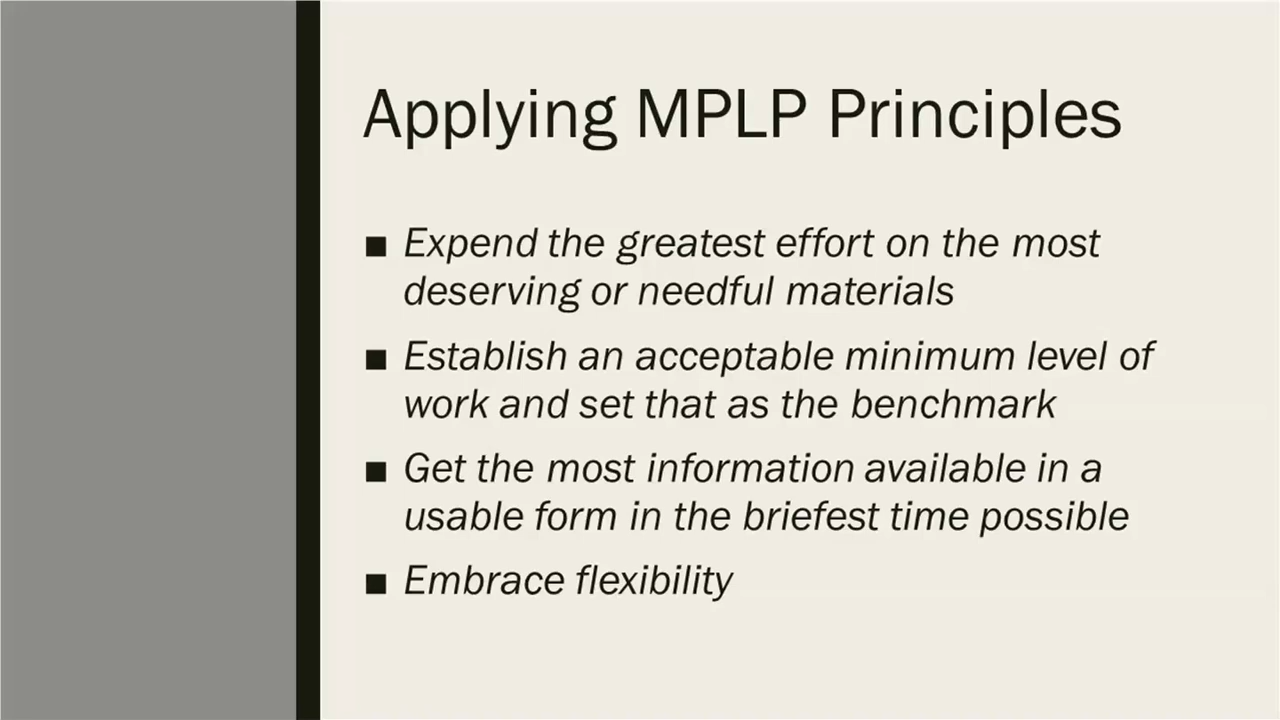 Applying MPLP Principles
■ Expend the greatest effort on the most
deserving or needful materials
■ Establish an acceptable minimum level of
work and set that as the benchmark
■ Get the most information available in a
usable form in the briefest time possible
■ Embrace flexibility